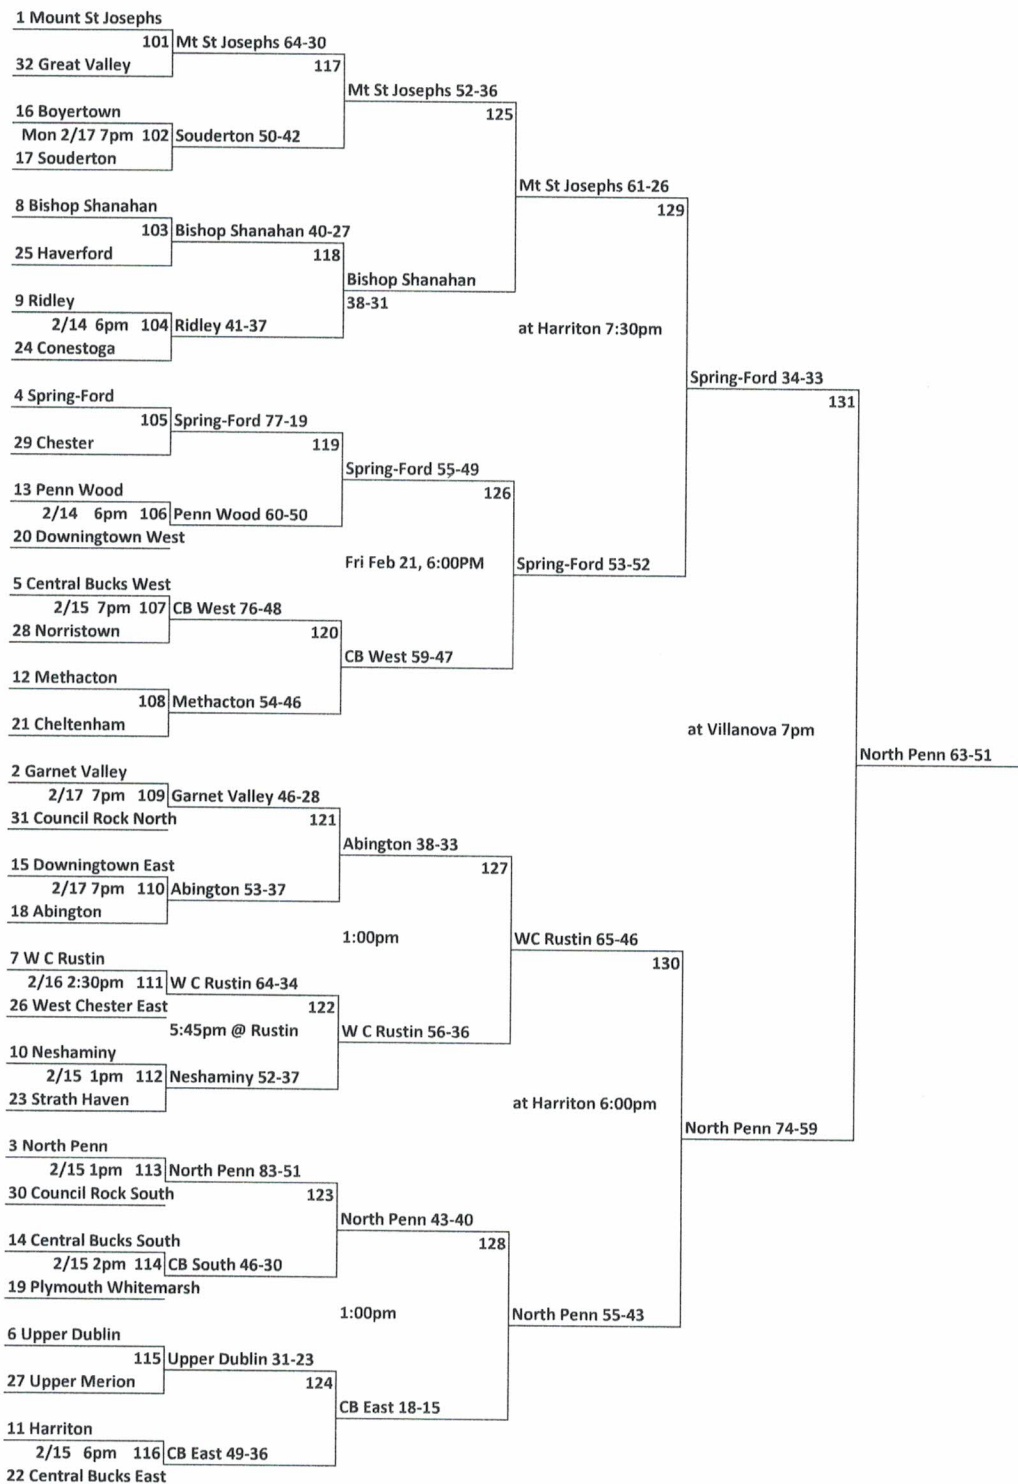 1 Mount St Josephs
101 Mt St Josephs 64-30
32 Great Valley
117
Mt St Josephs 52-36
16 Boyertown
125
Mon 2/17 7pm 102 Souderton 50-42
17 Souderton
Mt St Josephs 61-26
8 Bishop Shanahan
129
103 Bishop Shanahan 40-27
25 Haverford
118
Bishop Shanahan
9 Ridley
38-31
2/14 6pm 104 Ridley 41-37
at Harriton 7:30pm
24 Conestoga
Spring-Ford 34-33
4 Spring-Ford
131
105 Spring-Ford 77-19
29 Chester
119
Spring-Ford 55-49
13 Penn Wood
126
2/14 6pm 106 Penn Wood 60-50
20 Downingtown West
Fri Feb 21, 6:00PM
Spring-Ford 53-52
5 Central Bucks West
2/15 7pm 107 CB West 76-48
28 Norristown
120
CB West 59-47
12 Methacton
108 Methacton 54-46
21 Cheltenham
at Villanova 7pm
North Penn 63-51
2 Garnet Valley
2/17 7pm 109 Garnet Valley 46-28
31 Council Rock North
121
Abington 38-33
15 Downingtown East
127
2/17 7pm 110 Abington 53-37
18 Abington
1:00pm
WC Rustin 65-46
7 W C Rustin
130
2/16 2:30pm 111 W C Rustin 64-34
26 West Chester East
122
5:45pm @ Rustin
W C Rustin 56-36
10 Neshaminy
2/15 1pm 112 Neshaminy 52-37
23 Strath Haven
at Harriton 6:00pm
North Penn 74-59
3 North Penn
2/15 1pm 113 North Penn 83-51
30 Council Rock South
123
North Penn 43-40
14 Central Bucks South
128
2/15 2pm 114 CB South 46-30
19 Plymouth Whitemarsh
1:00pm
North Penn 55-43
6 Upper Dublin
115 Upper Dublin 31-23
27 Upper Merion
124
CB East 18-15
11 Harriton
2/15 6pm 116 CB East 49-36
22 Central Bucks East